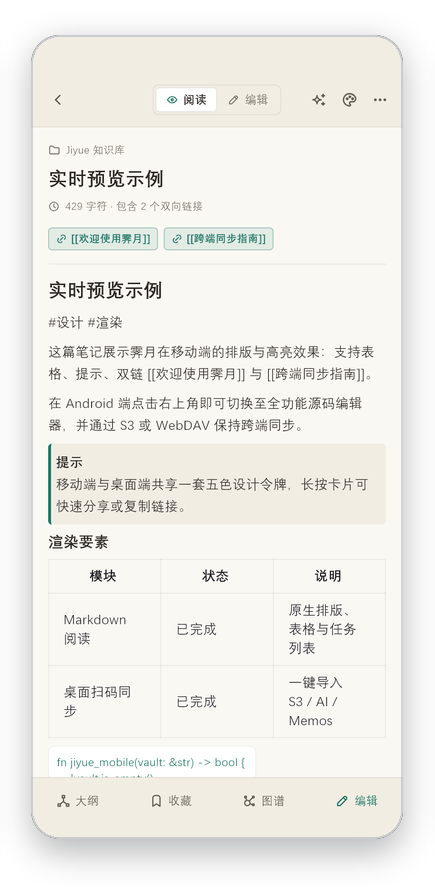 阅读 编辑
Jiyue 知识库
实时预览示例
429 字符 · 包含 2 个双向链接
[[欢迎使用霁月]] [[跨端同步指南]]
实时预览示例
#设计 #渲染
这篇笔记展示霁月在移动端的排版与高亮效果：支持表
格、提示、双链 [[欢迎使用霁月]] 与 [[跨端同步指南]]。
在 Android 端点击右上角即可切换至全功能源码编辑
器，并通过 S3 或 WebDAV 保持跨端同步。
提示
移动端与桌面端共享一套五色设计令牌，长按卡片可
快速分享或复制链接。
渲染要素
模块 状态 说明
Markdown
阅读
已完成
原生排版、
表格与任务
列表
桌面扫码同
步
已完成
一键导入
S3 / AI /
Memos
fn jiyue_mobile(vault: &str) -> bool {
大纲 收藏 图谱 编辑